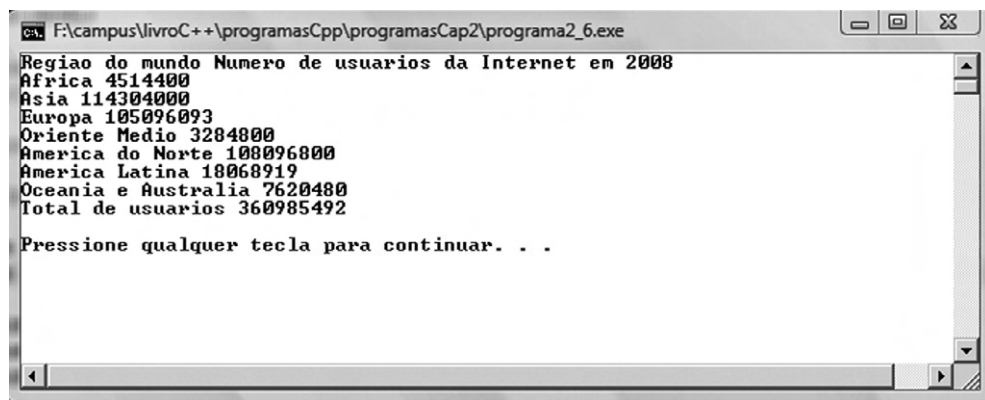 F:\campus\livroC++\programasCpp\programasCap2\programa2_6.exe
Regiao do mundo Numero de usuarios da Internet em 2008
Africa 4514400
Asia 114304000
Europa 105096093
Oriente Medio 3284800
America do Norte 108096800
America Latina 18068919
Oceania e Australia 7620480
Total de usuarios 360985492
Pressione qualquer tecla para continuar. . .